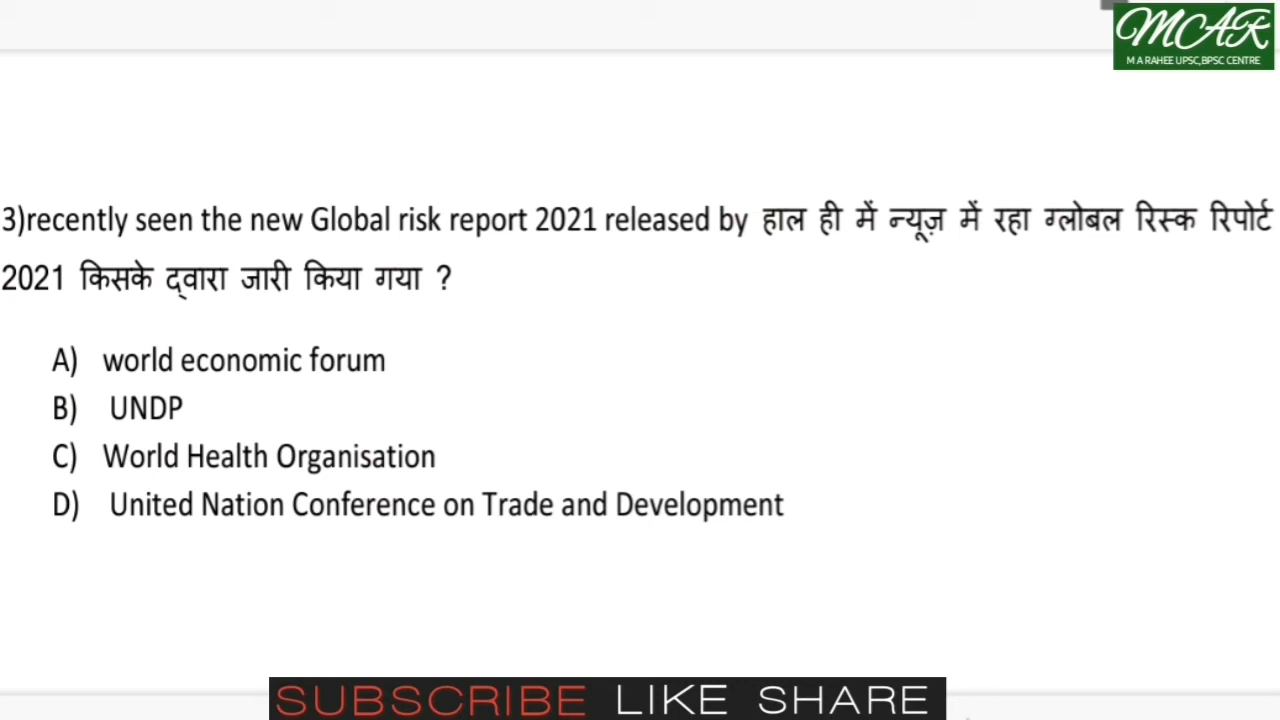 MCAR
M A RAHEE UPSC,BPSC CENTRE
3)recently seen the new Global risk report 2021 released by हाल ही में न्यूज़ में रहा ग्लोबल रिस्क रिपोर्ट
2021 किसके द्वारा जारी किया गया ?
A) world economic forum
B) UNDP
C) World Health Organisation
D) United Nation Conference on Trade and Development
SUBSCRIBE LIKE SHARE